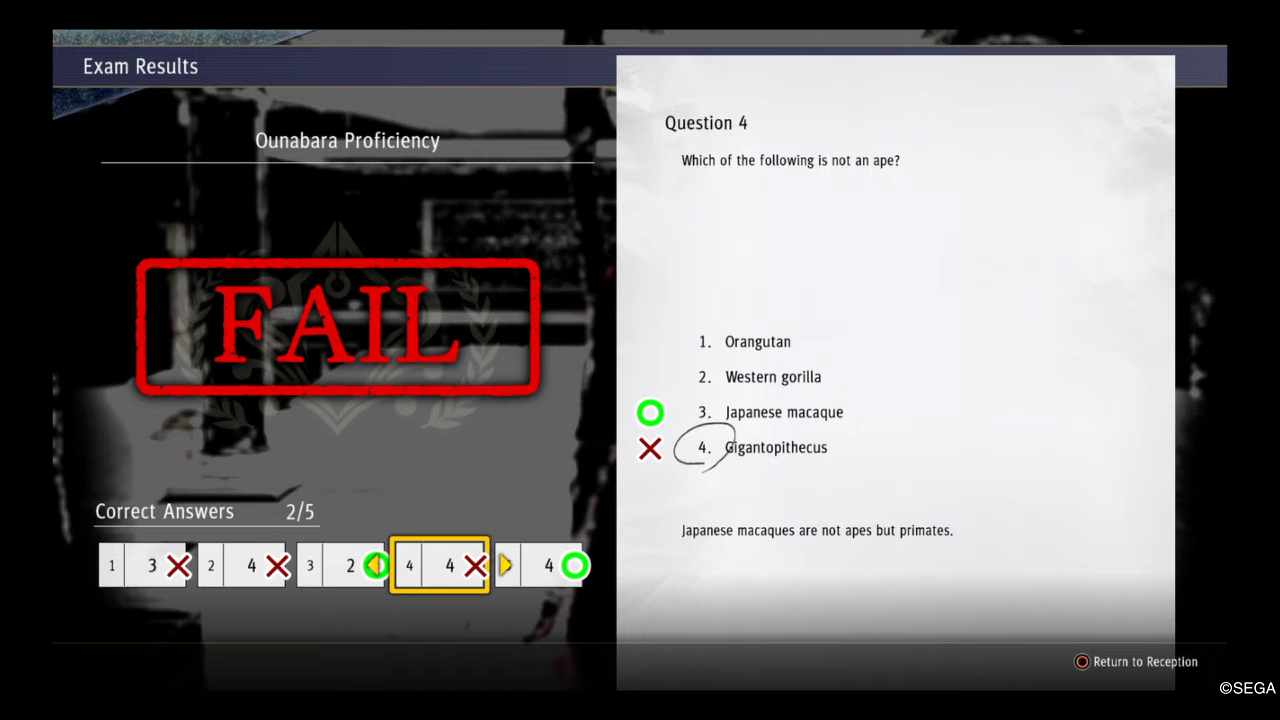 Exam Results
Ounabara Proficiency
FAIL
Correct Answers 2/5
1 3 2 4 3 2 4 4 4
Question 4
Which of the following is not an ape?
1. Orangutan
2. Western gorilla
3. Japanese macaque
4. Gigantopithecus
Japanese macaques are not apes but primates.
Return to Reception
©SEGA